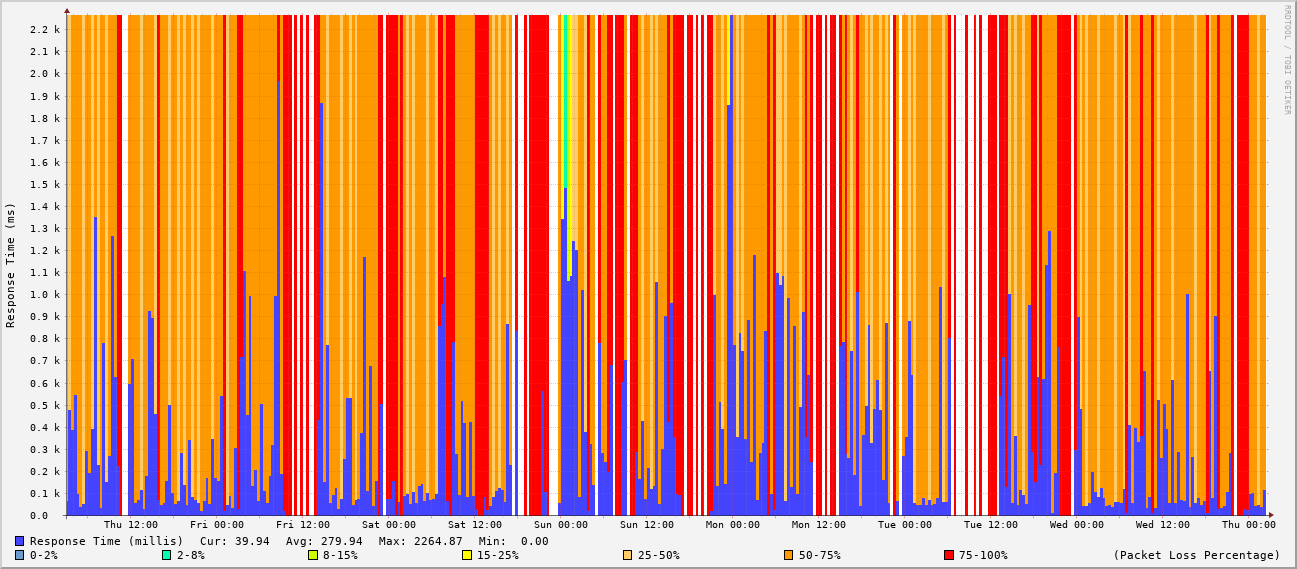 RRDTOOL / TOBI OETIKER
Response Time (ms)
2.2 k
2.1 k
2.0 k
1.9 k
1.8 k
1.7 k
1.6 k
1.5 k
1.4 k
1.3 k
1.2 k
1.1 k
1.0 k
0.9 k
0.8 k
0.7 k
0.6 k
0.5 k
0.4 k
0.3 k
0.2 k
0.1 k
0.0
Thu 12:00 Fri 00:00 Fri 12:00 Sat 00:00 Sat 12:00 Sun 00:00 Sun 12:00 Mon 00:00 Mon 12:00 Tue 00:00 Tue 12:00 Wed 00:00 Wed 12:00 Thu 00:00
Response Time (millis) Cur: 39.94 Avg: 279.94 Max: 2264.87 Min: 0.00
0-2% 2-8% 8-15% 15-25% 25-50% 50-75% 75-100% (Packet Loss Percentage)